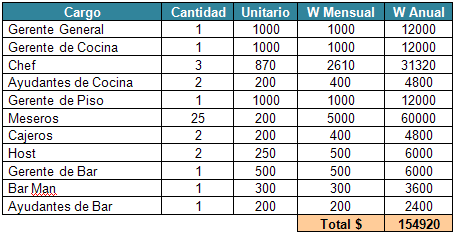 Cargo Cantidad Unitario W Mensual W Anual
Gerente General 1 1000 1000 12000
Gerente de Cocina 1 1000 1000 12000
Chef 3 870 2610 31320
Ayudantes de Cocina 2 200 400 4800
Gerente de Piso 1 1000 1000 12000
Meseros 25 200 5000 60000
Cajeros 2 200 400 4800
Host 2 250 500 6000
Gerente de Bar 1 500 500 6000
Bar Man 1 300 300 3600
Ayudantes de Bar 1 200 200 2400
Total $ 154920